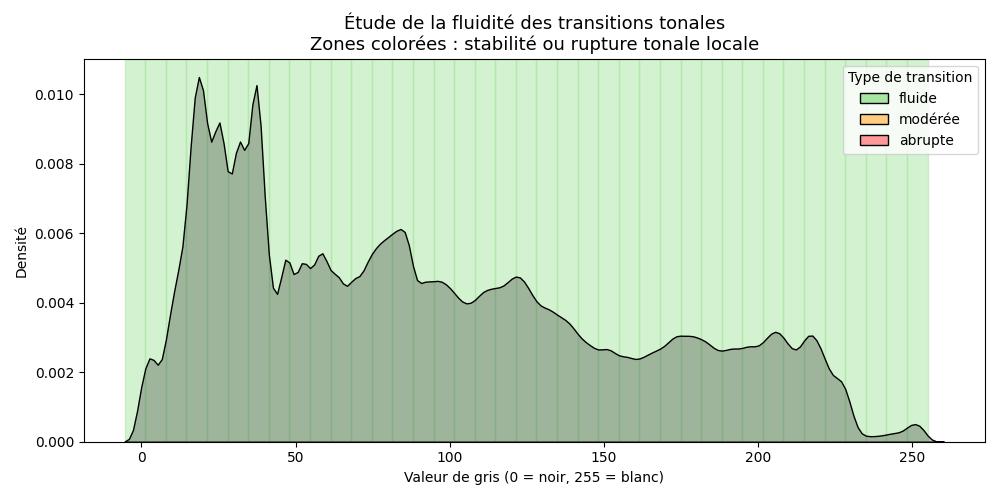 Étude de la fluidité des transitions tonales
Zones colorées : stabilité ou rupture tonale locale
Type de transition
fluide
modérée
abrupte
Densité
0.010
0.008
0.006
0.004
0.002
0.000
0 50 100 150 200 250
Valeur de gris (0 = noir, 255 = blanc)